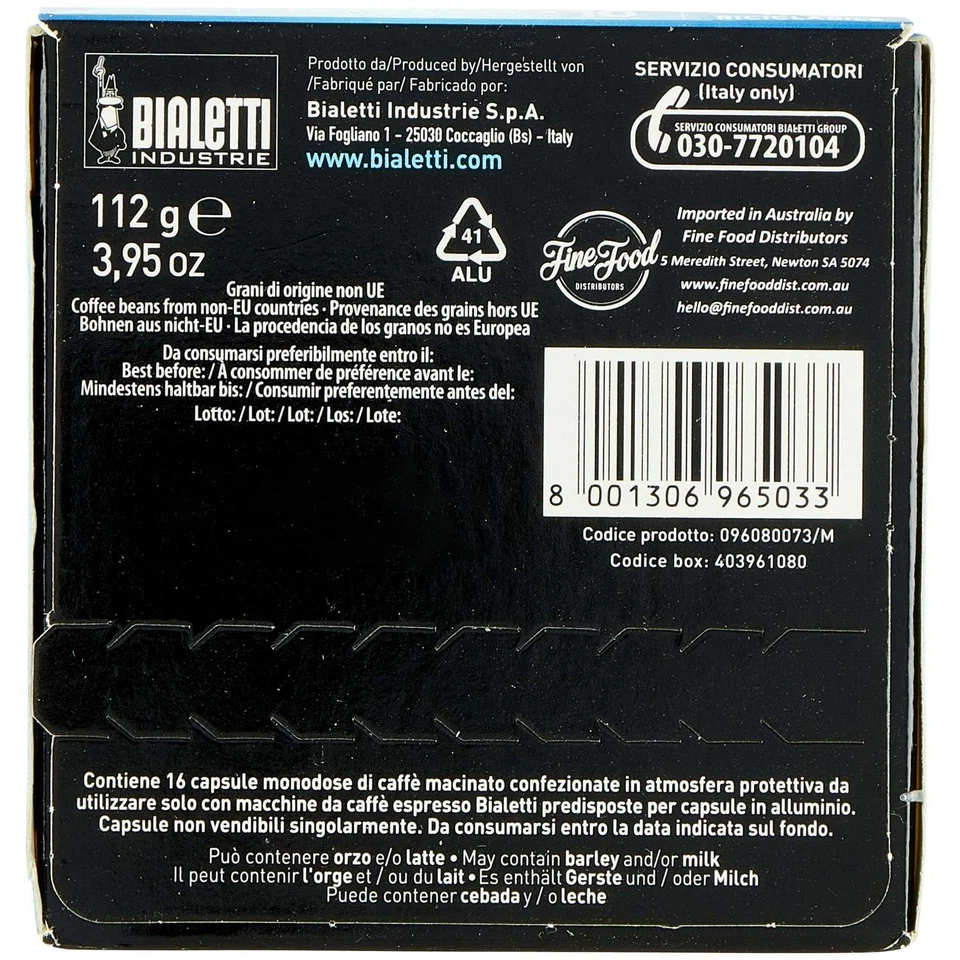 BIALETTI
INDUSTRIE
Prodotto da/Produced by/Hergestellt von
/Fabriqué par/ Fabricado por:
Bialetti Industrie S.p.A.
Via Fogliano 1 - 25030 Coccaglio (Bs) - Italy
www.bialetti.com
SERVIZIO CONSUMATORI
(Italy only)
SERVIZIO CONSUMATORI BIALETTI GROUP
030-7720104
112 g ℮
3,95 oz
41
ALU
Fine Food
DISTRIBUTORS
Imported in Australia by
Fine Food Distributors
5 Meredith Street, Newton SA 5074
www.finefooddist.com.au
hello@finefooddist.com.au
Grani di origine non UE
Coffee beans from non-EU countries · Provenance des grains hors UE
Bohnen aus nicht-EU · La procedencia de los granos no es Europea
Da consumarsi preferibilmente entro il:
Best before: / À consommer de préférence avant le:
Mindestens haltbar bis: / Consumir preferentemente antes del:
Lotto: / Lot: / Lot: / Los: / Lote:
8 001306 965033
Codice prodotto: 096080073/M
Codice box: 403961080
Contiene 16 capsule monodose di caffè macinato confezionate in atmosfera protettiva da
utilizzare solo con macchine da caffè espresso Bialetti predisposte per capsule in alluminio.
Capsule non vendibili singolarmente. Da consumarsi entro la data indicata sul fondo.
Può contenere orzo e/o latte • May contain barley and/or milk
Il peut contenir l'orge et / ou du lait • Es enthält Gerste und / oder Milch
Puede contener cebada y / o leche